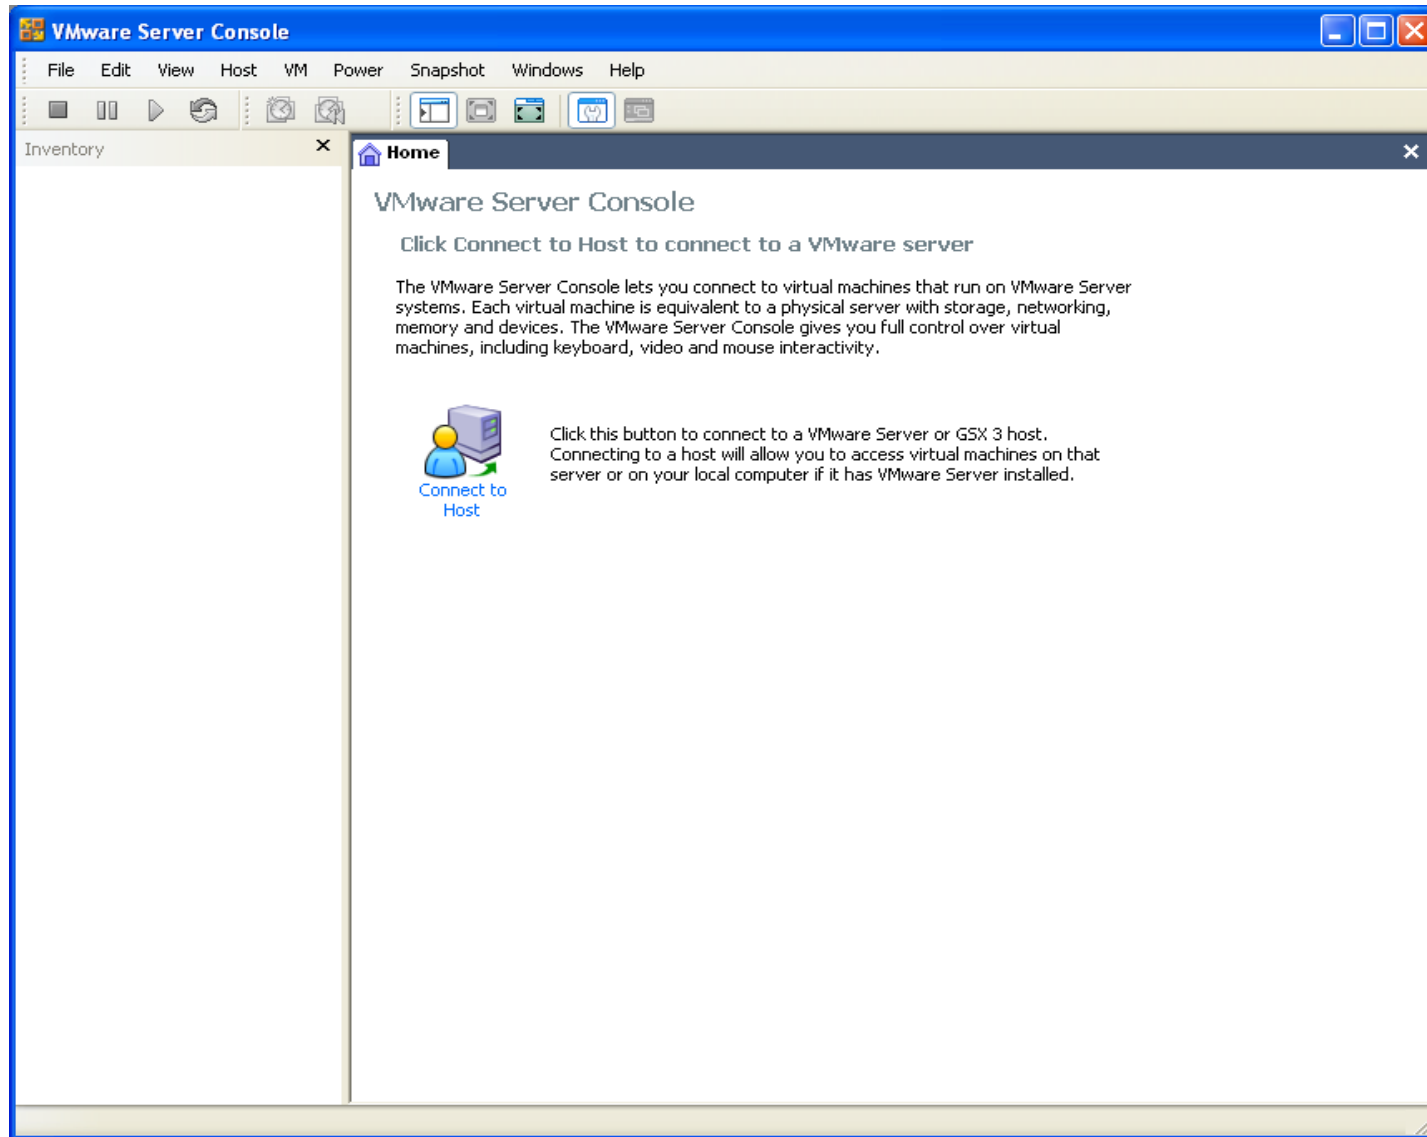 VMware Server Console
File Edit View Host VM Power Snapshot Windows Help
Inventory
Home
VMware Server Console
Click Connect to Host to connect to a VMware server
The VMware Server Console lets you connect to virtual machines that run on VMware Server
systems. Each virtual machine is equivalent to a physical server with storage, networking,
memory and devices. The VMware Server Console gives you full control over virtual
machines, including keyboard, video and mouse interactivity.
Click this button to connect to a VMware Server or GSX 3 host.
Connecting to a host will allow you to access virtual machines on that
server or on your local computer if it has VMware Server installed.
Connect to
Host